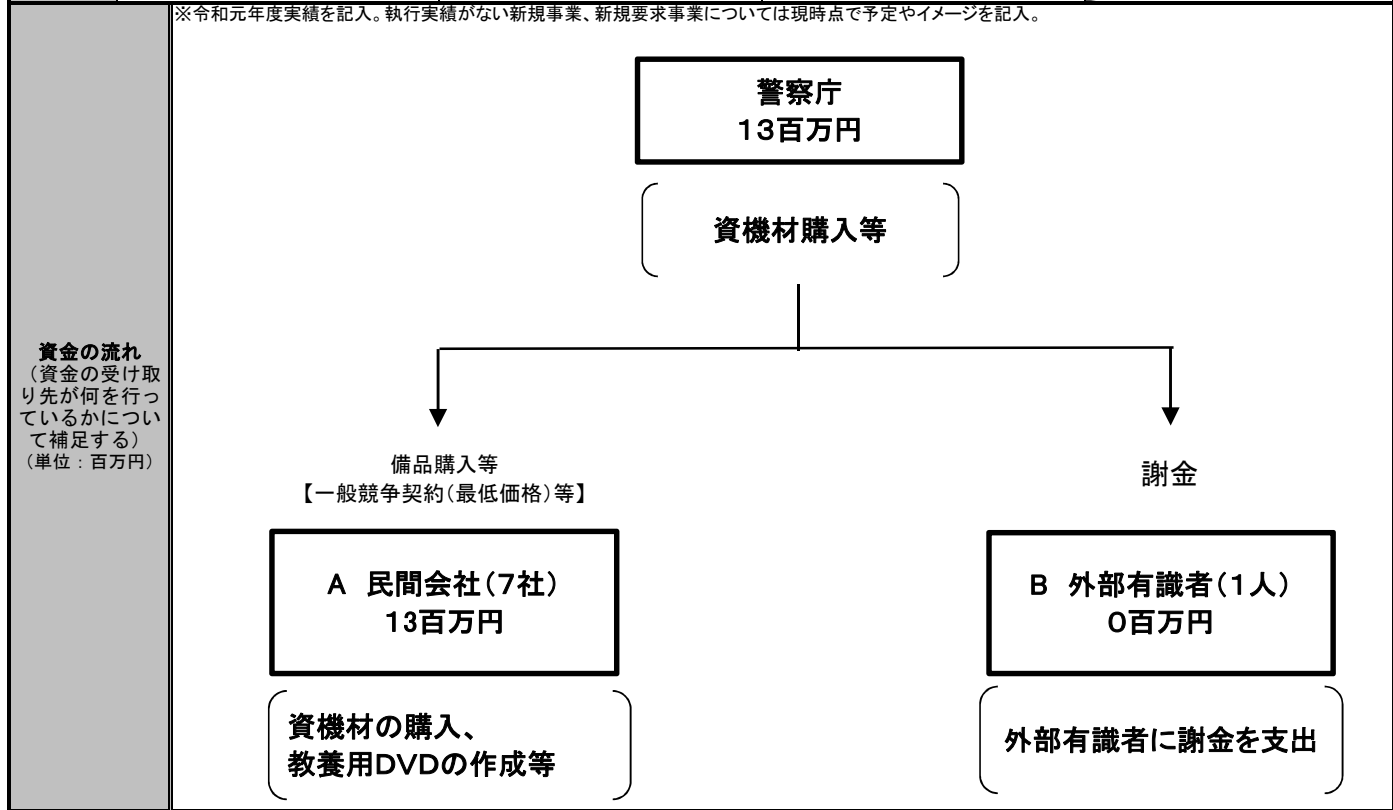 ※令和元年度実績を記入。執行実績がない新規事業、新規要求事業については現時点で予定やイメージを記入。
資金の流れ
（資金の受け取
り先が何を行っ
ているかについ
て補足する）
（単位：百万円）
警察庁
13百万円
資機材購入等
備品購入等
【一般競争契約（最低価格）等】
謝金
A　民間会社（7社）
13百万円
B　外部有識者（1人）
0百万円
資機材の購入、
教養用DVDの作成等
外部有識者に謝金を支出